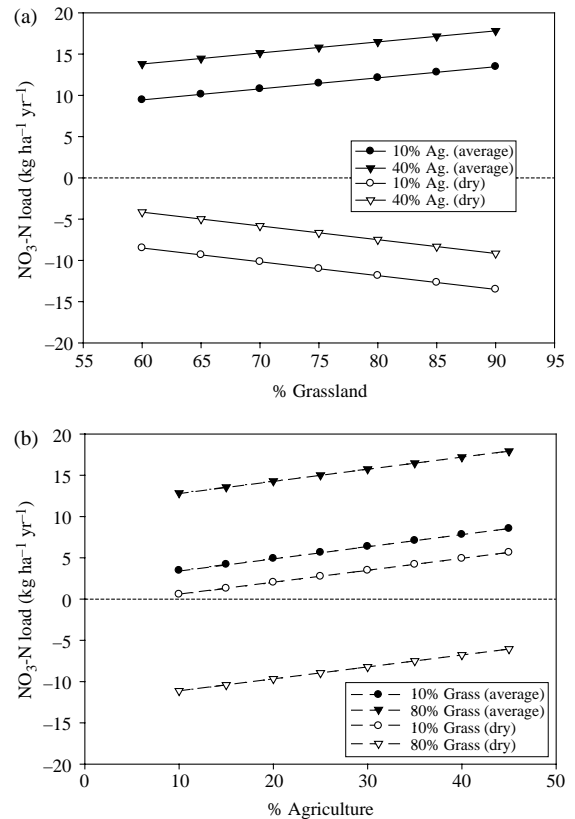 (a)
20
15
10
5
0
−5
−10
−15
−20
NO₃-N load (kg ha⁻¹ yr⁻¹)
10% Ag. (average)
40% Ag. (average)
10% Ag. (dry)
40% Ag. (dry)
55 60 65 70 75 80 85 90 95
% Grassland
(b)
20
15
10
5
0
−5
−10
−15
−20
NO₃-N load (kg ha⁻¹ yr⁻¹)
10% Grass (average)
80% Grass (average)
10% Grass (dry)
80% Grass (dry)
0 10 20 30 40 50
% Agriculture